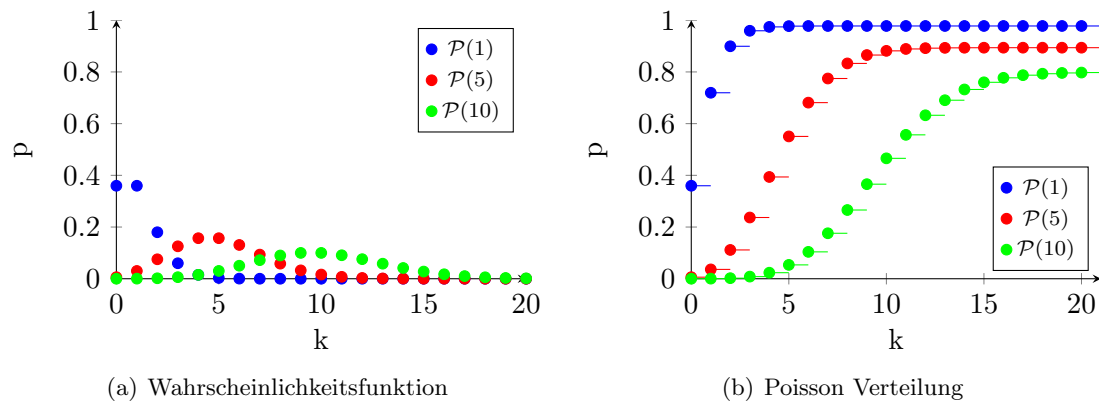 1
0.8
0.6
0.4
0.2
0
p
0 5 10 15 20
k
𝒫(1)
𝒫(5)
𝒫(10)
(a) Wahrscheinlichkeitsfunktion
1
0.8
0.6
0.4
0.2
0
p
0 5 10 15 20
k
𝒫(1)
𝒫(5)
𝒫(10)
(b) Poisson Verteilung